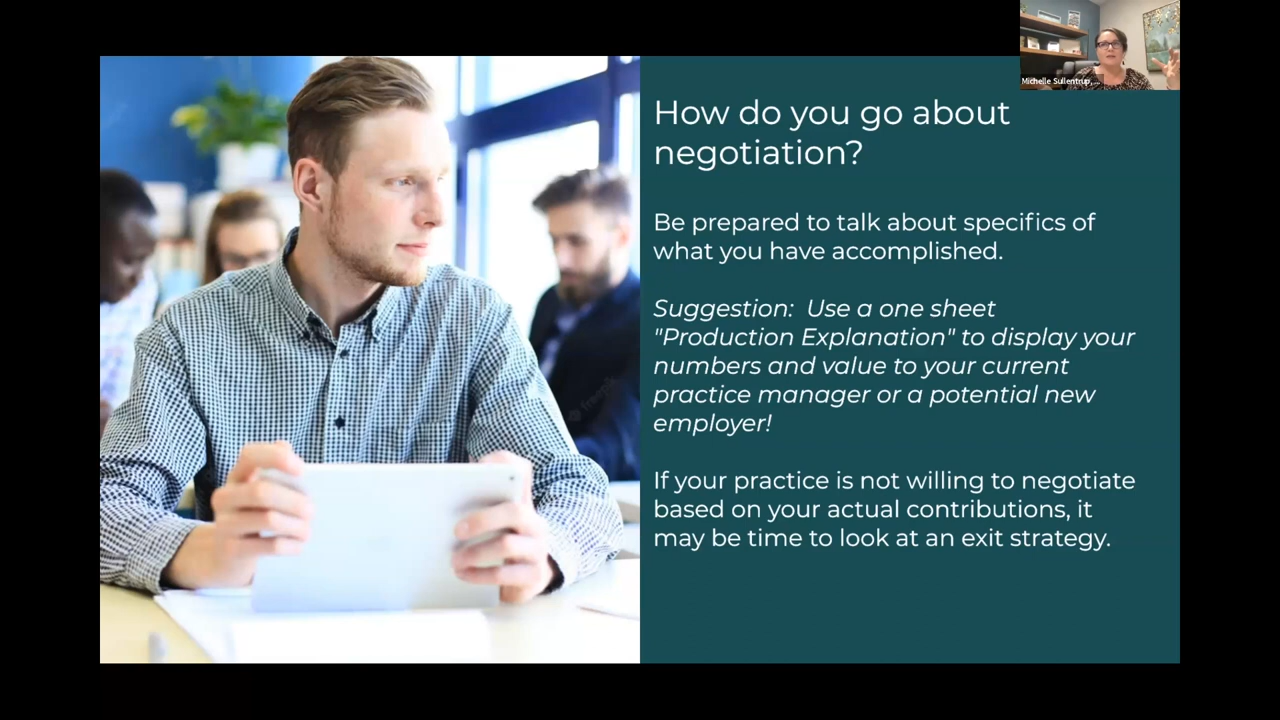 Michelle Sullentrup, ...
How do you go about
negotiation?
Be prepared to talk about specifics of
what you have accomplished.
Suggestion:  Use a one sheet
"Production Explanation" to display your
numbers and value to your current
practice manager or a potential new
employer!
If your practice is not willing to negotiate
based on your actual contributions, it
may be time to look at an exit strategy.
freepik